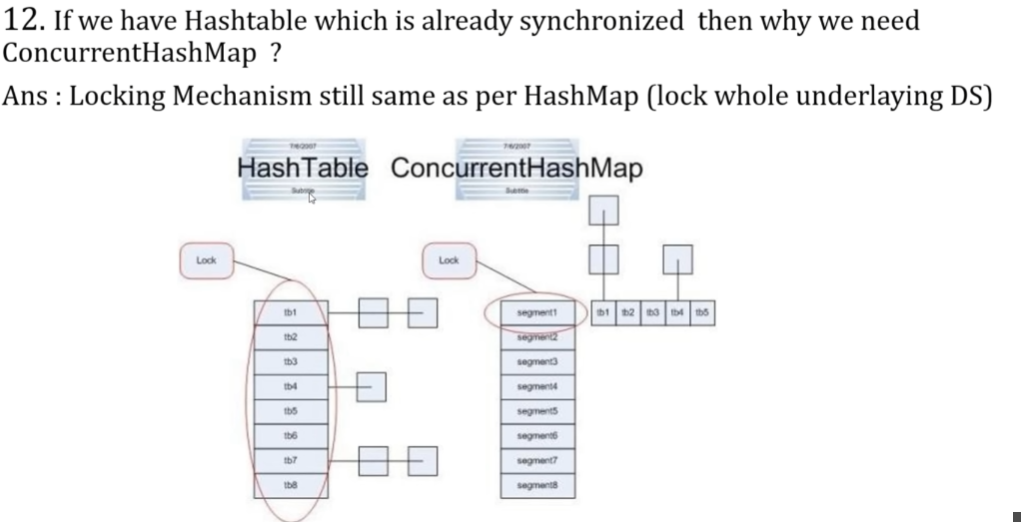 12. If we have Hashtable which is already synchronized then why we need
ConcurrentHashMap ?
Ans : Locking Mechanism still same as per HashMap (lock whole underlaying DS)
7/6/2007
7/6/2007
HashTable
ConcurrentHashMap
Subtitle
Subtitle
Lock
Lock
tb1
tb2
tb3
tb4
tb5
tb6
tb7
tb8
segment1
segment2
segment3
segment4
segment5
segment6
segment7
segment8
tb1 tb2 tb3 tb4 tb5